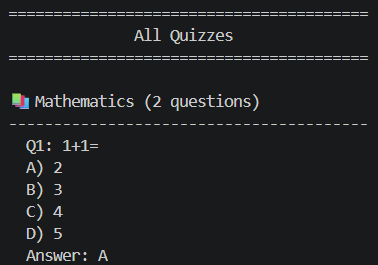 ========================================
All Quizzes
========================================
📚 Mathematics (2 questions)
----------------------------------------
Q1: 1+1=
A) 2
B) 3
C) 4
D) 5
Answer: A